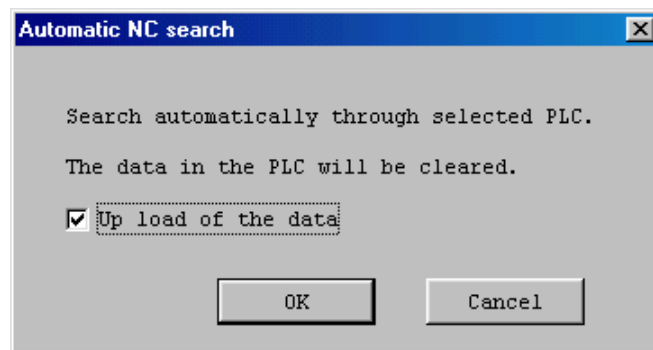 Automatic NC search
Search automatically through selected PLC.
The data in the PLC will be cleared.
Up load of the data
OK
Cancel